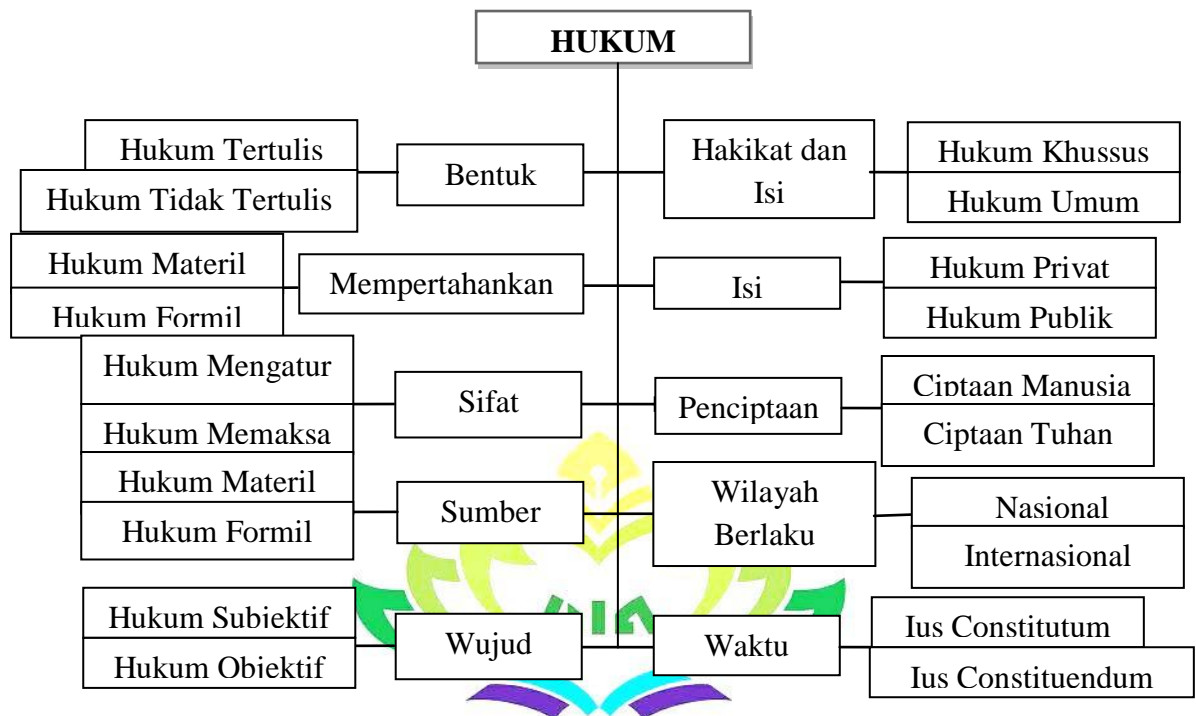 HUKUM
Hukum Tertulis
Hukum Tidak Tertulis
Bentuk
Hakikat dan
Isi
Hukum Khussus
Hukum Umum
Hukum Materil
Hukum Formil
Mempertahankan
Isi
Hukum Privat
Hukum Publik
Hukum Mengatur
Hukum Memaksa
Sifat
Penciptaan
Ciptaan Manusia
Ciptaan Tuhan
Hukum Materil
Hukum Formil
Sumber
Wilayah
Berlaku
Nasional
Internasional
Hukum Subjektif
Hukum Objektif
Wujud
Waktu
Ius Constitutum
Ius Constituendum